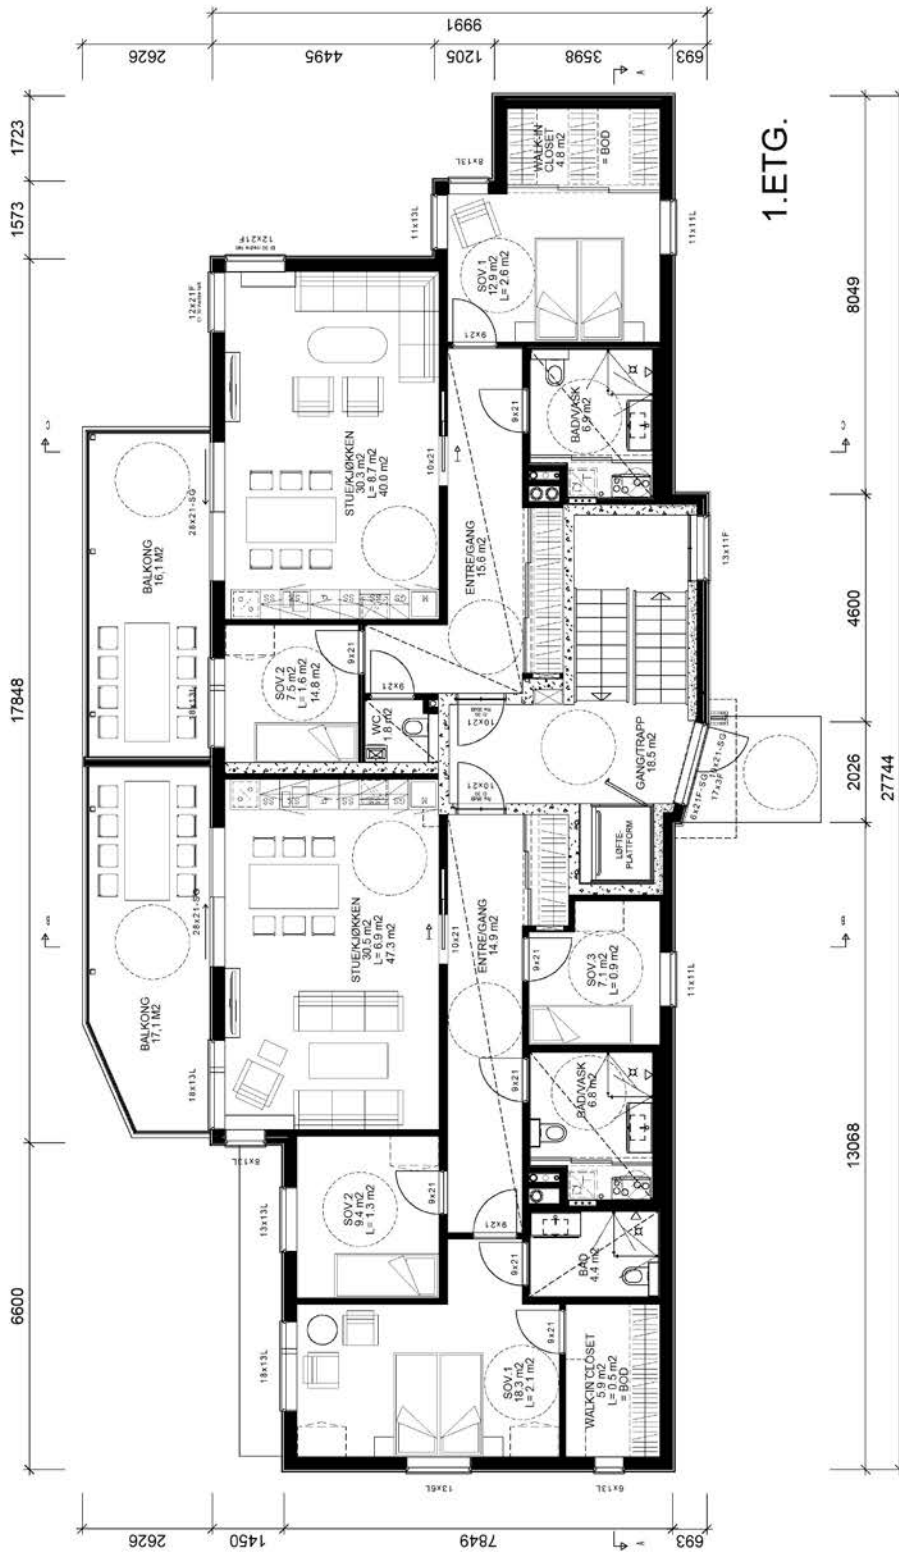 9991
2626
4495
1205
3598
693
A
1723
1573
17848
6600
8049
4600
2026
13068
27744
1.ETG.
WALK-IN
CLOSET
4.8 m2
= BOD
8x13L
11x13L
12x21F
12x21F
SOV 1
12.9 m2
L= 2.6 m2
11x11L
9x21
9x21
BAD/VASK
6.9 m2
STUE/KJØKKEN
30.3 m2
L= 8.7 m2
40.0 m2
10x21
BALKONG
16,1 M2
28x21-SG
18x13L
ENTRE/GANG
15.6 m2
13x11F
SOV.2
7.5 m2
L= 1.6 m2
14.8 m2
9x21
9x21
WC
1.8 m2
10x21
10x21
GANG/TRAPP
18.5 m2
6x21F-SG
17x3F
LØFTE-
PLATTFORM
BALKONG
17,1 M2
28x21-SG
18x13L
STUE/KJØKKEN
30.5 m2
L= 6.9 m2
47.3 m2
10x21
ENTRE/GANG
14.9 m2
9x21
SOV.3
7.1 m2
L= 0.9 m2
11x11L
9x21
BAD/VASK
6.8 m2
8x13L
13x13L
SOV.2
9.4 m2
L= 1.3 m2
9x21
9x21
9x21
BAD
4.4 m2
18x13L
SOV.1
18.3 m2
L= 2.1 m2
9x21
WALK-IN CLOSET
5.9 m2
L= 0.5 m2
= BOD
13x6L
6x13L
2626
1450
7849
693
A